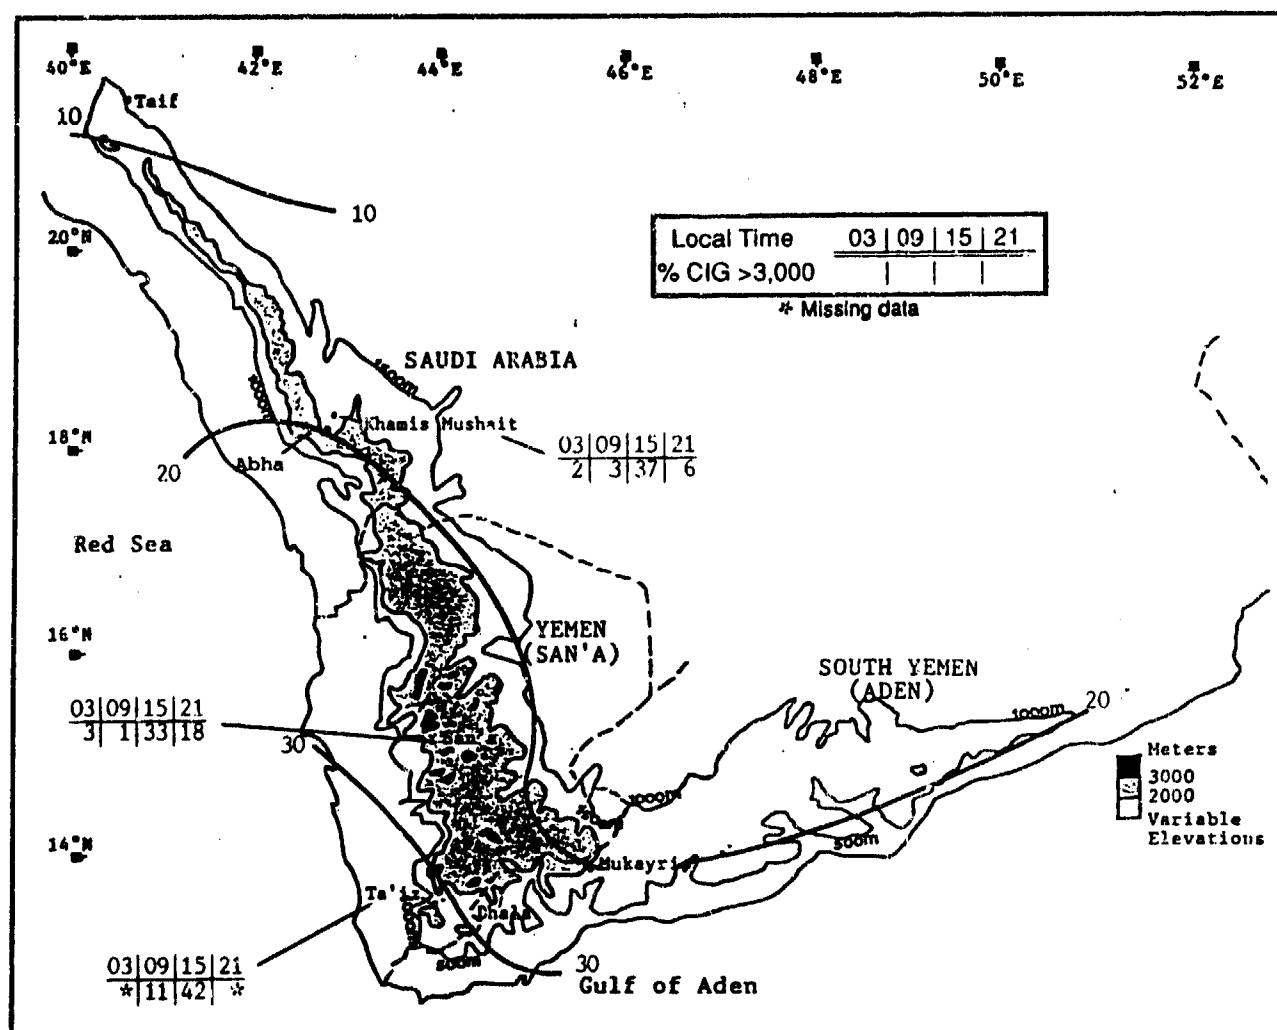 40°E
42°E
44°E
46°E
48°E
50°E
52°E
Taif
10
10
20°N
Local Time 03 | 09 | 15 | 21
% CIG >3,000
* Missing data
SAUDI ARABIA
1500m
1000m
Khamis Mushait
18°N
Abha
20
03|09|15|21
2| 3|37| 6
Red Sea
16°N
YEMEN
(SAN'A)
SOUTH YEMEN
(ADEN)
1000m
20
03|09|15|21
3| 1|33|18
30
San'a
Meters
3000
2000
Variable
Elevations
1000m
500m
14°N
Mukayris
Ta'iz
Dhala
500m
30
Gulf of Aden
03|09|15|21
*|11|42| *